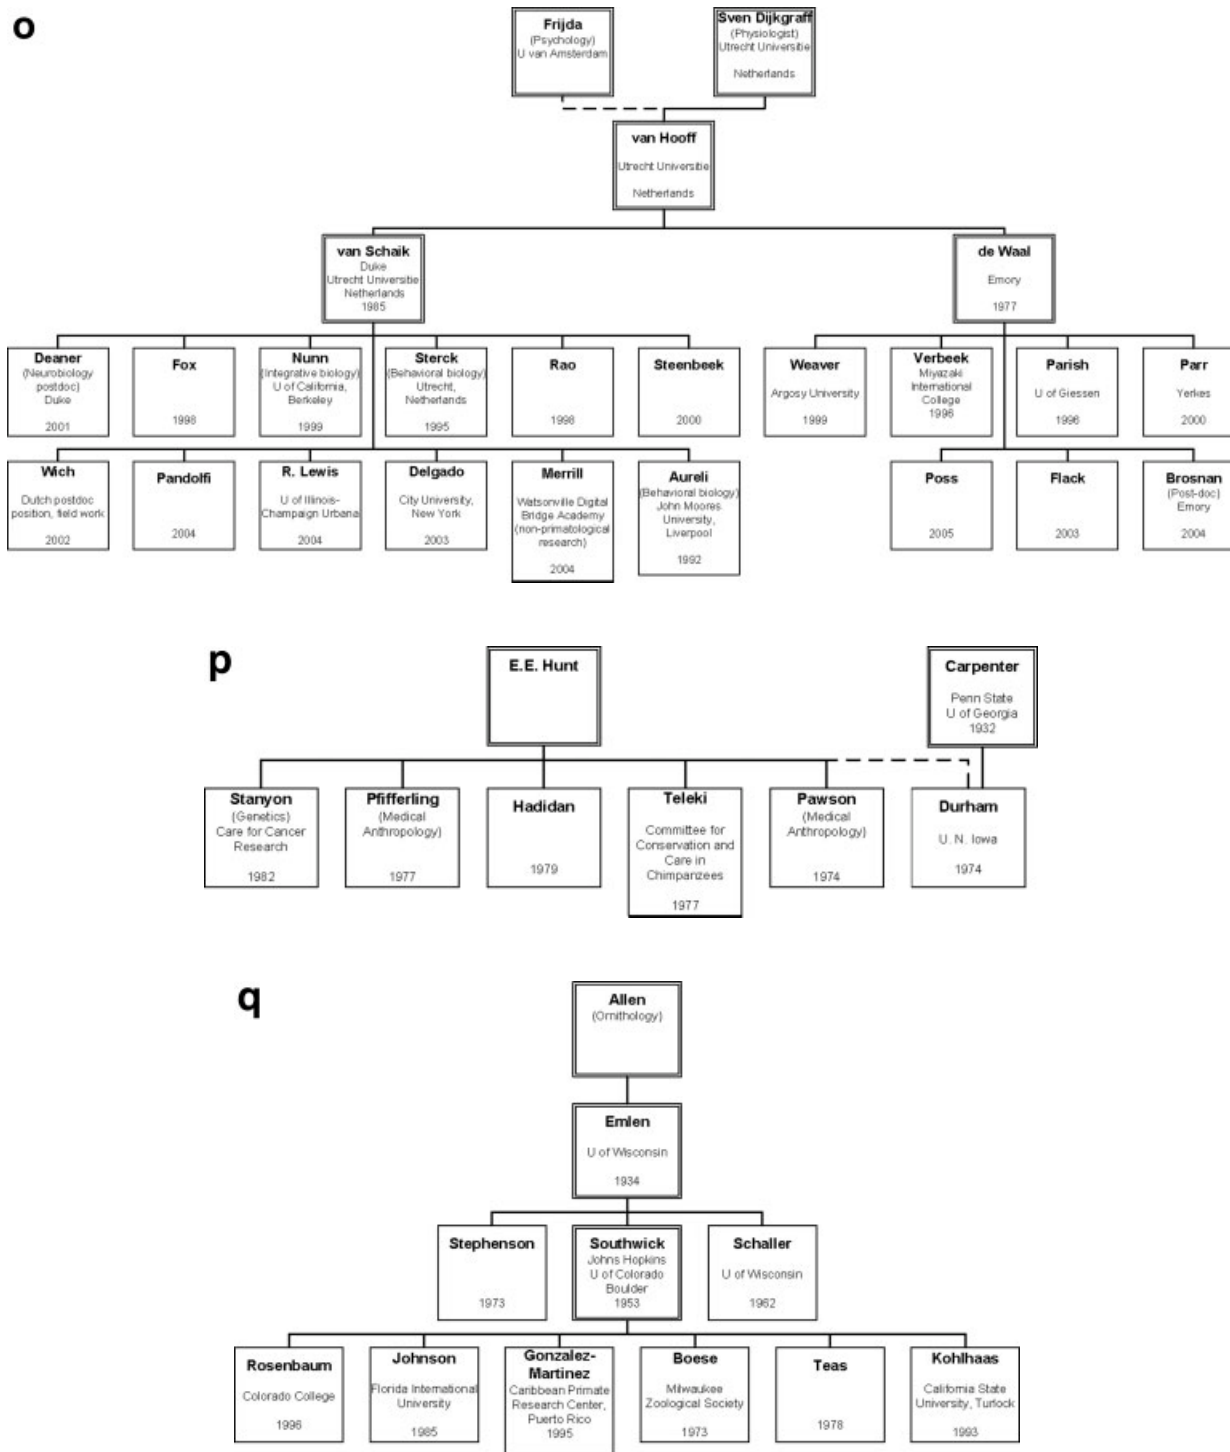 o
Frijda
(Psychology)
U van Amsterdam
Sven Dijkgraff
(Physiologist)
Utrecht Universitie
Netherlands
van Hooff
Utrecht Universitie
Netherlands
van Schaik
Duke
Utrecht Universitie
Netherlands
1985
de Waal
Emory
1977
Deaner
(Neurobiology
postdoc)
Duke
2001
Fox
1998
Nunn
(Integrative biology)
U of California,
Berkeley
1999
Sterck
(Behavioral biology)
Utrecht,
Netherlands
1995
Rao
1998
Steenbeek
2000
Weaver
Argosy University
1999
Verbeek
Miyazaki
International
College
1996
Parish
U of Giessen
1996
Parr
Yerkes
2000
Wich
Dutch postdoc
position, field work
2002
Pandolfi
2004
R. Lewis
U of Illinois-
Champaign Urbana
2004
Delgado
City University,
New York
2003
Merrill
Watsonville Digital
Bridge Academy
(non-primatological
research)
2004
Aureli
(Behavioral biology)
John Moores
University,
Liverpool
1992
Poss
2005
Flack
2003
Brosnan
(Post-doc)
Emory
2004
p
E.E. Hunt
Carpenter
Penn State
U of Georgia
1932
Stanyon
(Genetics)
Care for Cancer
Research
1982
Pfifferling
(Medical
Anthropology)
1977
Hadidan
1979
Teleki
Committee for
Conservation and
Care in
Chimpanzees
1977
Pawson
(Medical
Anthropology)
1974
Durham
U. N. Iowa
1974
q
Allen
(Ornithology)
Emlen
U of Wisconsin
1934
Stephenson
1973
Southwick
Johns Hopkins
U of Colorado
Boulder
1953
Schaller
U of Wisconsin
1962
Rosenbaum
Colorado College
1996
Johnson
Florida International
University
1985
Gonzalez-
Martinez
Caribbean Primate
Research Center,
Puerto Rico
1995
Boese
Milwaukee
Zoological Society
1973
Teas
1978
Kohlhaas
California State
University, Turlock
1993